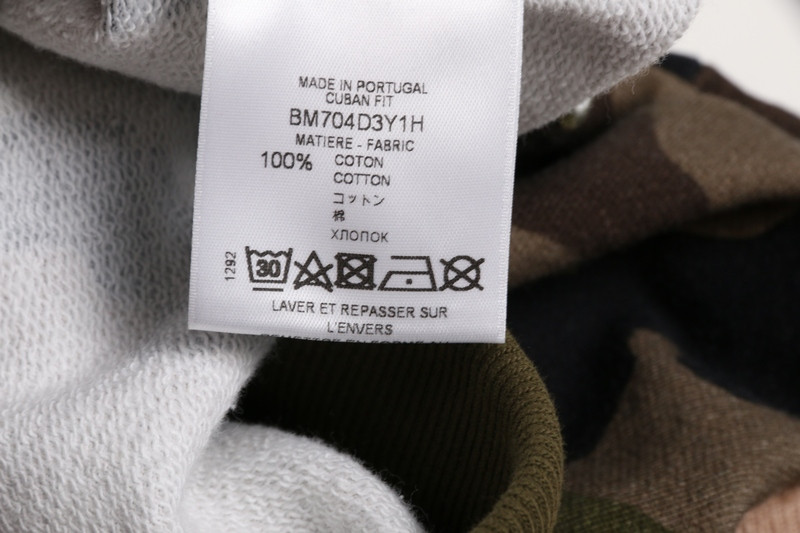 MADE IN PORTUGAL
CUBAN FIT
BM704D3Y1H
MATIERE - FABRIC
100% COTON
COTTON
コットン
棉
ХЛОПОК
1292
30
LAVER ET REPASSER SUR
L'ENVERS